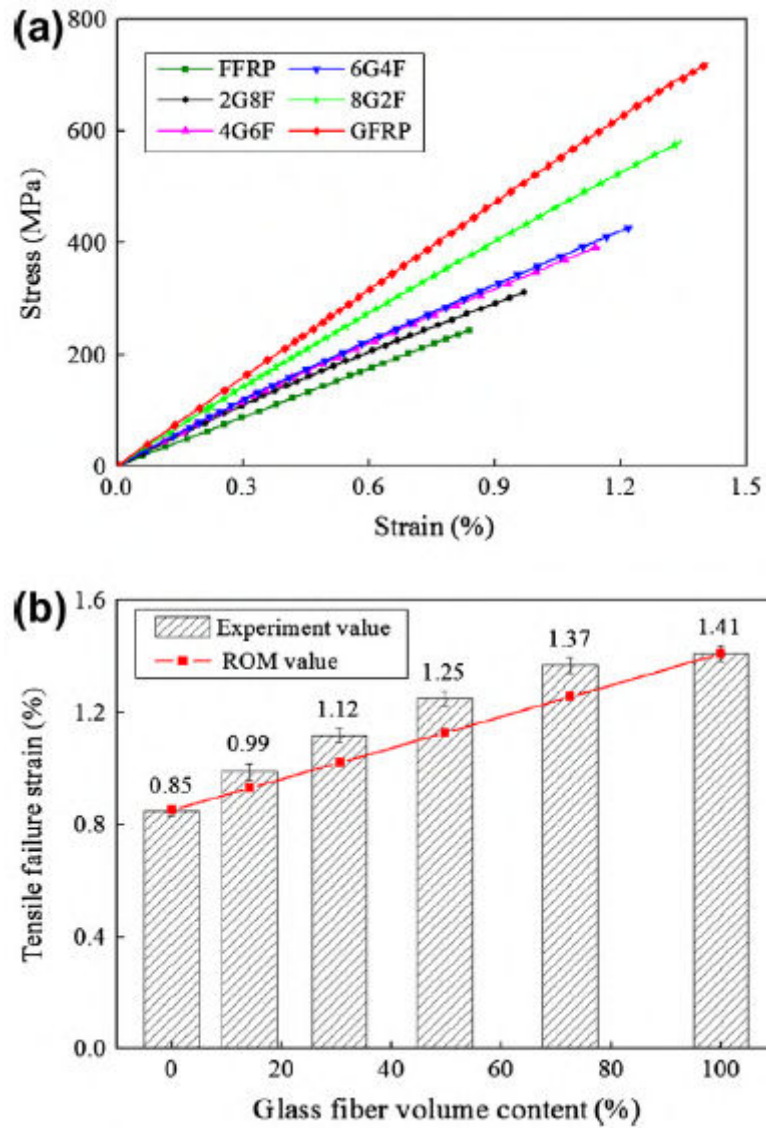 (a)
800
600
400
200
0
Stress (MPa)
FFRP 6G4F
2G8F 8G2F
4G6F GFRP
0.0 0.3 0.6 0.9 1.2 1.5
Strain (%)
(b)
1.6
1.2
0.8
0.4
0.0
Tensile failure strain (%)
Experiment value
ROM value
0.85 0.99 1.12 1.25 1.37 1.41
0 20 40 60 80 100
Glass fiber volume content (%)